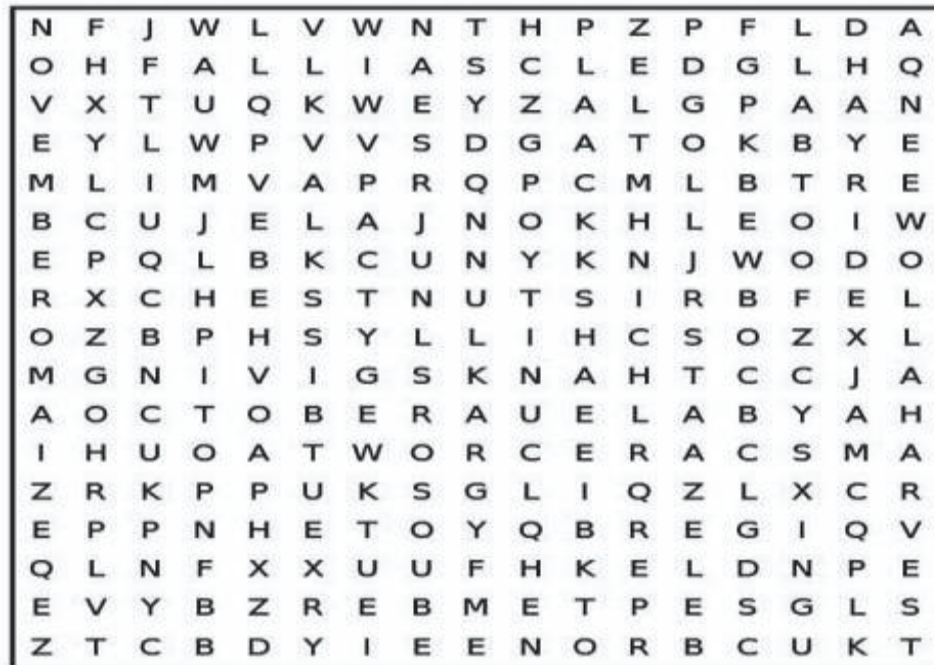 N F J W L V W N T H P Z P F L D A
O H F A L L I A S C L E D G L H Q
V X T U Q K W E Y Z A L G P A A N
E Y L W P V V S D G A T O K B Y E
M L I M V A P R Q P C M L B T R E
B C U J E L A J N O K H L E O I W
E P Q L B K C U N Y K N J W O D O
R X C H E S T N U T S I R B F E L
O Z B P H S Y L L I H C S O Z X L
M G N I V I G S K N A H T C C J A
A O C T O B E R A U E L A B Y A H
I H U O A T W O R C E R A C S M A
Z R K P P U K S G L I Q Z L X C R
E P P N H E T O Y Q B R E G I Q V
Q L N F X X U U F H K E L D N P E
E V Y B Z R E B M E T P E S G L S
Z T C B D Y I E E N O R B C U K T